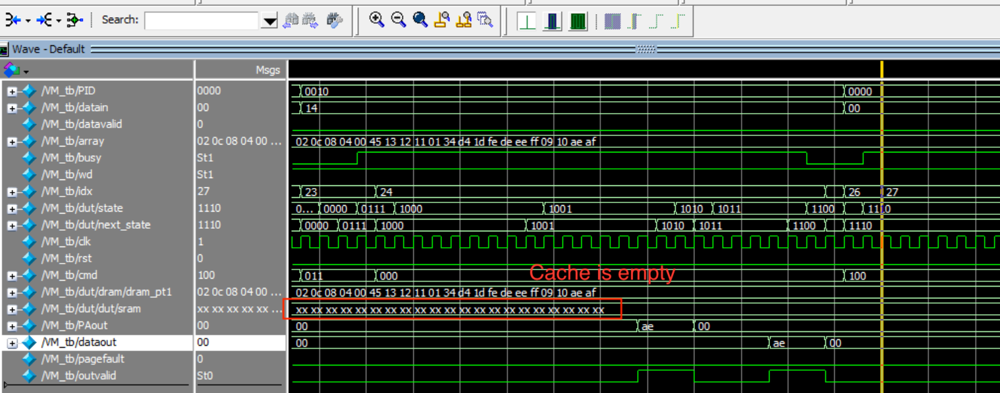 Search:
Wave - Default
Msgs
/VM_tb/PID 0000 0010 0000
/VM_tb/datain 00 14 00
/VM_tb/datavalid 0
/VM_tb/array 02 0c 08 04 00 ... 02 0c 08 04 00 45 13 12 11 01 34 d4 1d fe de ee ff 09 10 ae af
/VM_tb/busy St1
/VM_tb/wd St1
/VM_tb/idx 27 23 24 26 27
/VM_tb/dut/state 1110 0... 0000 0111 1000 1001 1010 1011 1100 1110
/VM_tb/dut/next_state 1110 0000 0111 1000 1001 1010 1011 1100 1110
/VM_tb/clk 1
/VM_tb/rst 0
/VM_tb/cmd 100 011 000 Cache is empty 100
/VM_tb/dut/dram/dram_pt1 02 0c 08 04 00 ... 02 0c 08 04 00 45 13 12 11 01 34 d4 1d fe de ee ff 09 10 ae af
/VM_tb/dut/dut/sram xx xx xx xx xx ... xx xx xx xx xx xx xx xx xx xx xx xx xx xx xx xx xx xx xx xx xx
/VM_tb/PAout 00 00 ae 00
/VM_tb/dataout 00 00 ae 00
/VM_tb/pagefault 0
/VM_tb/outvalid St0